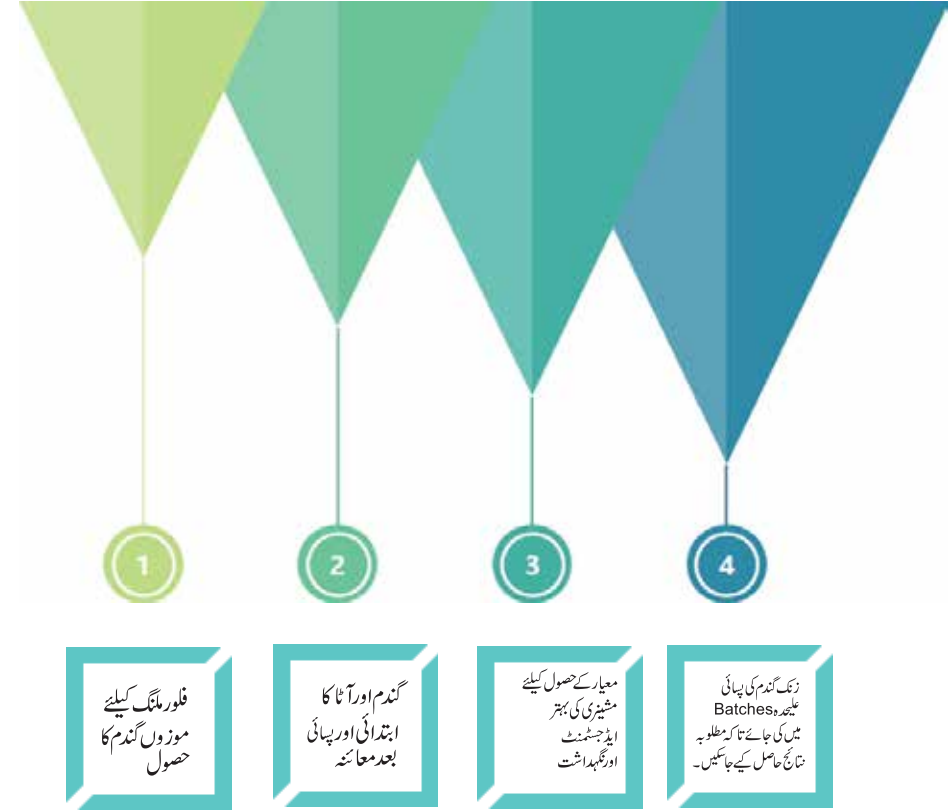 1
2
3
4
فلور ملنگ کیلئے
موزوں گندم کا
حصول
گندم اور آٹا کا
ابتدائی اور پسائی
بعد معائنہ
معیار کے حصول کیلئے
مشینری کی بہتر
ایڈجسٹمنٹ
اور نگہداشت
زنک گندم کی پسائی
علیحدہ Batches
میں کی جائے تاکہ مطلوبہ
نتائج حاصل کیے جاسکیں۔